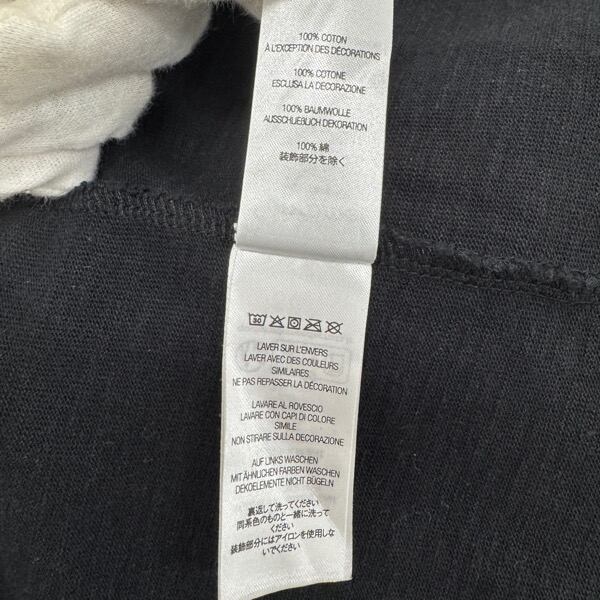 100% COTON
À L'EXCEPTION DES DÉCORATIONS
100% COTONE
ESCLUSA LA DECORAZIONE
100% BAUMWOLLE
AUSSCHLIEẞLICH DEKORATION
100% 綿
装飾部分を除く
30
LAVER SUR L'ENVERS
LAVER AVEC DES COULEURS
SIMILAIRES
NE PAS REPASSER LA DÉCORATION
LAVARE AL ROVESCIO
LAVARE CON CAPI DI COLORE
SIMILE
NON STIRARE SULLA DECORAZIONE
AUF LINKS WASCHEN
MIT ÄHNLICHEN FARBEN WASCHEN
DEKOELEMENTE NICHT BÜGELN
裏返して洗ってください
同系色のものと一緒に洗って
ください
装飾部分にはアイロンを使用しな
いでください